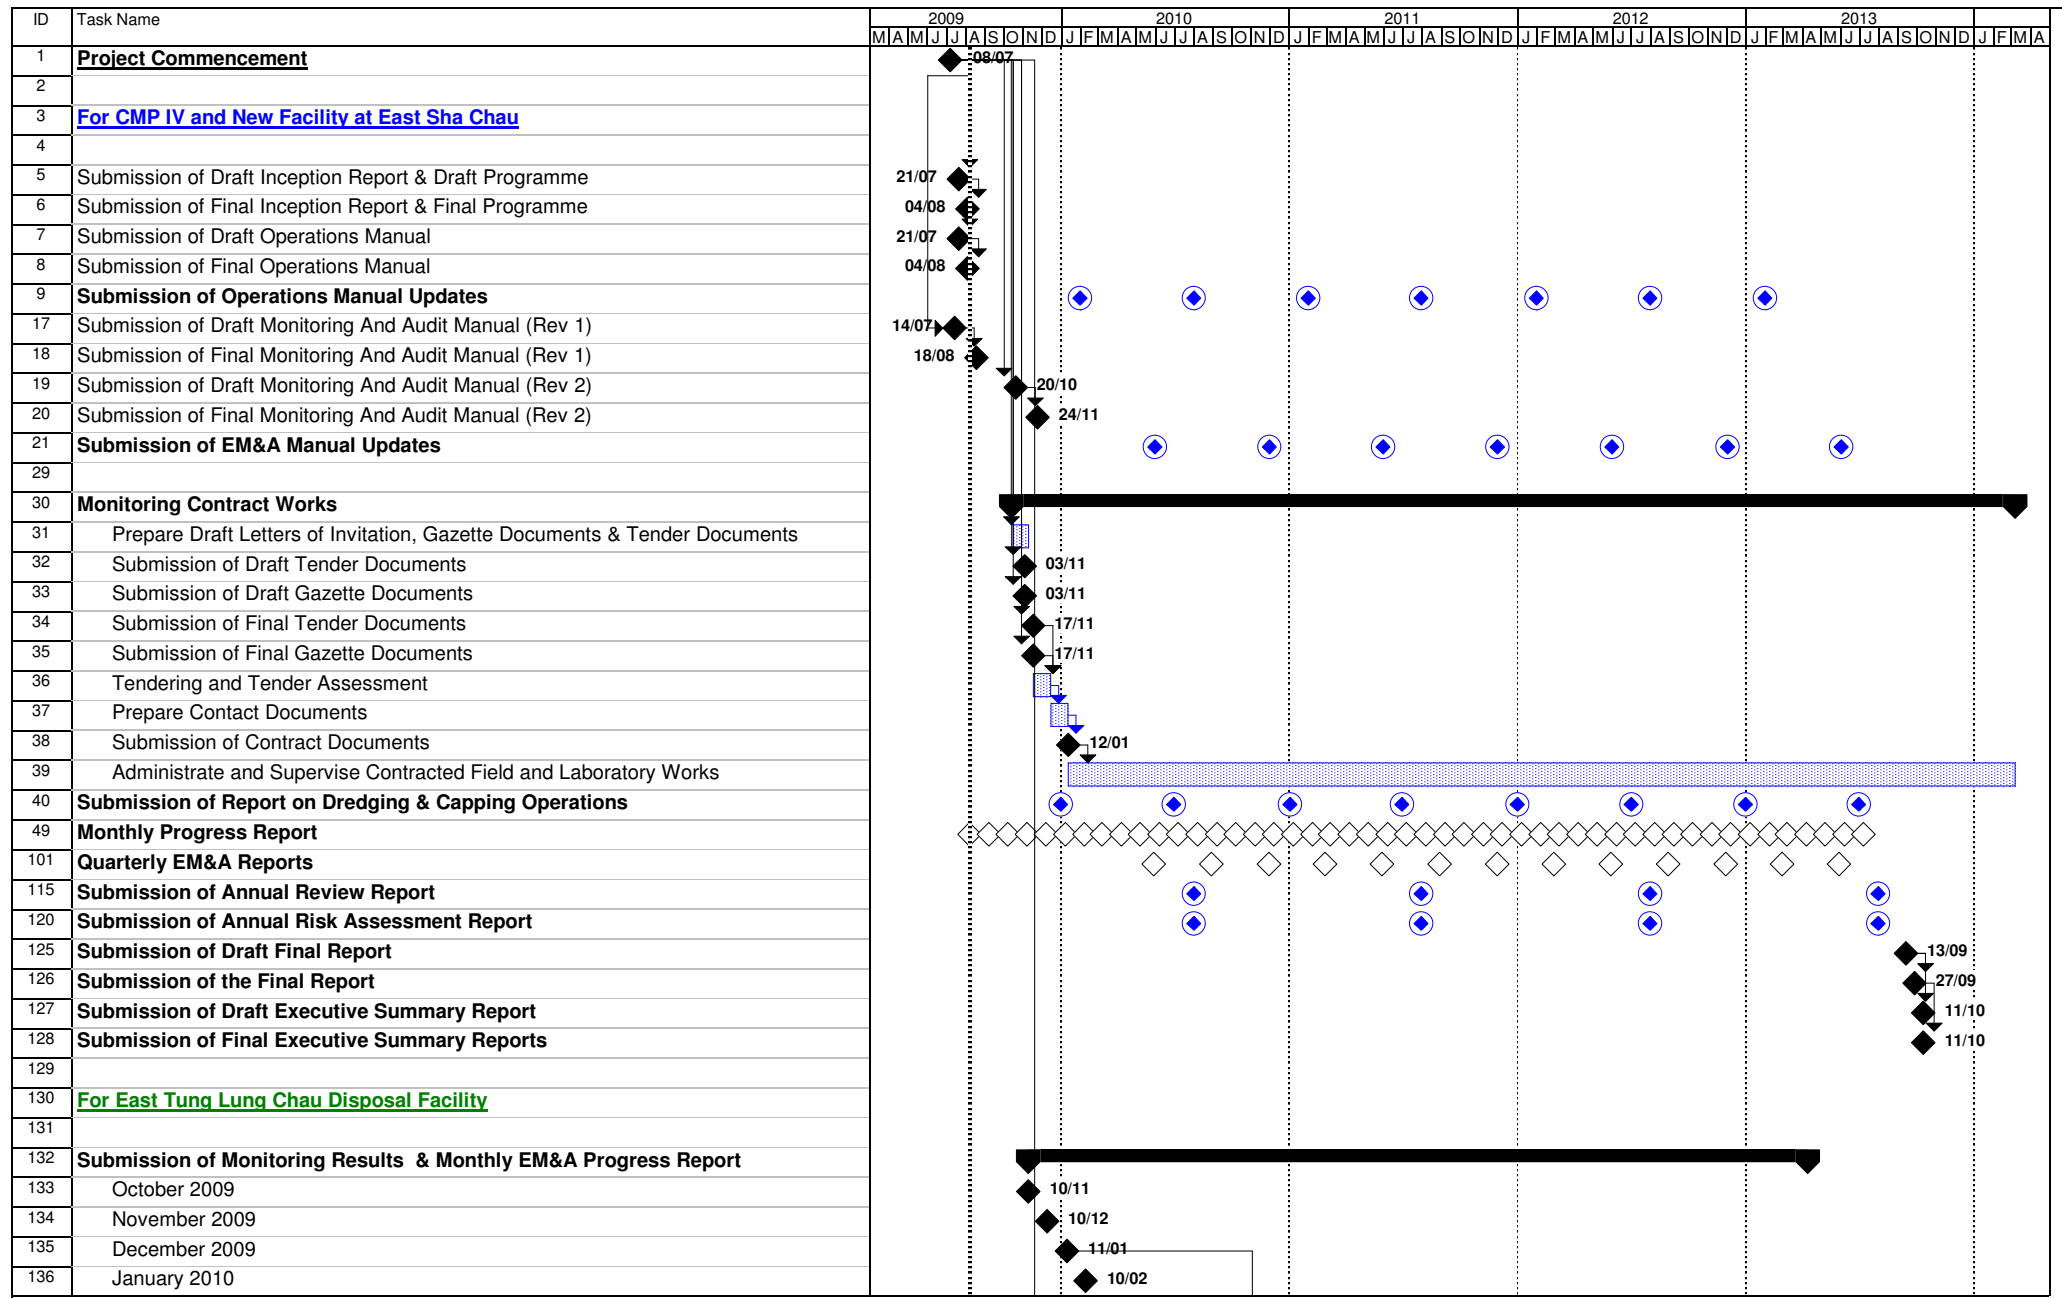 ID Task Name 2009 2010 2011 2012 2013
M A M J J A S O N D J F M A M J J A S O N D J F M A M J J A S O N D J F M A M J J A S O N D J F M A M J J A S O N D J F M A
1 Project Commencement 08/07
2
3 For CMP IV and New Facility at East Sha Chau
4
5 Submission of Draft Inception Report & Draft Programme 21/07
6 Submission of Final Inception Report & Final Programme 04/08
7 Submission of Draft Operations Manual 21/07
8 Submission of Final Operations Manual 04/08
9 Submission of Operations Manual Updates
17 Submission of Draft Monitoring And Audit Manual (Rev 1) 14/07
18 Submission of Final Monitoring And Audit Manual (Rev 1) 18/08
19 Submission of Draft Monitoring And Audit Manual (Rev 2) 20/10
20 Submission of Final Monitoring And Audit Manual (Rev 2) 24/11
21 Submission of EM&A Manual Updates
29
30 Monitoring Contract Works
31 Prepare Draft Letters of Invitation, Gazette Documents & Tender Documents
32 Submission of Draft Tender Documents 03/11
33 Submission of Draft Gazette Documents 03/11
34 Submission of Final Tender Documents 17/11
35 Submission of Final Gazette Documents 17/11
36 Tendering and Tender Assessment
37 Prepare Contact Documents
38 Submission of Contract Documents 12/01
39 Administrate and Supervise Contracted Field and Laboratory Works
40 Submission of Report on Dredging & Capping Operations
49 Monthly Progress Report
101 Quarterly EM&A Reports
115 Submission of Annual Review Report
120 Submission of Annual Risk Assessment Report
125 Submission of Draft Final Report 13/09
126 Submission of the Final Report 27/09
127 Submission of Draft Executive Summary Report 11/10
128 Submission of Final Executive Summary Reports 11/10
129
130 For East Tung Lung Chau Disposal Facility
131
132 Submission of Monitoring Results & Monthly EM&A Progress Report
133 October 2009 10/11
134 November 2009 10/12
135 December 2009 11/01
136 January 2010 10/02